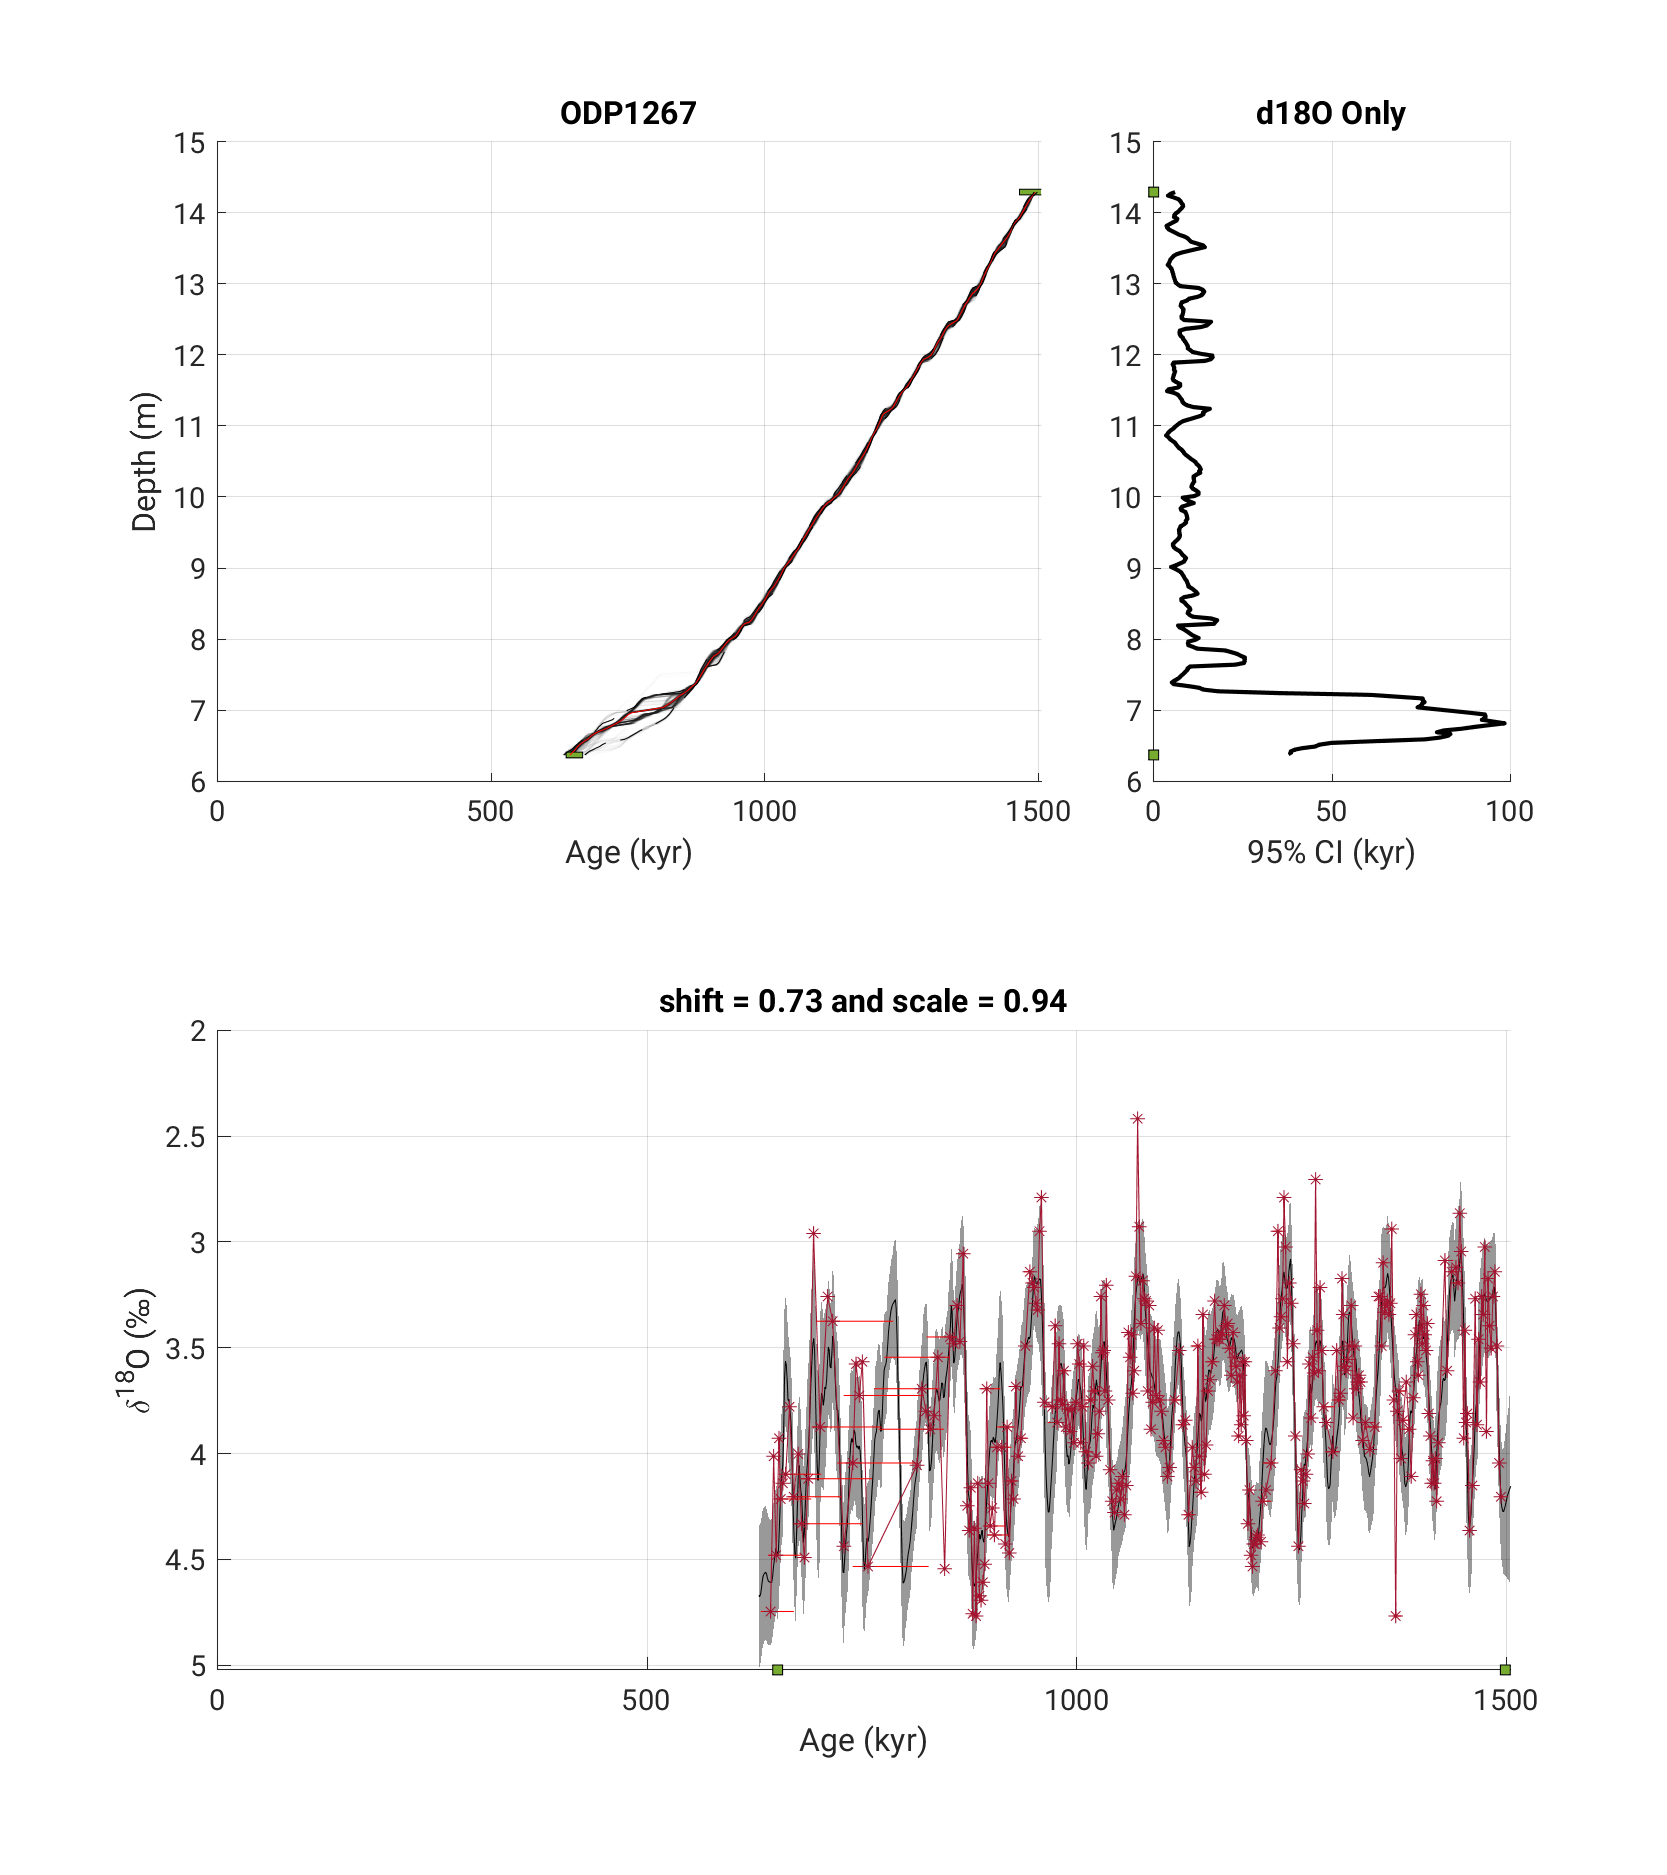 ODP1267
d18O Only
15
14
13
12
11
10
9
8
7
6
Depth (m)
0 500 1000 1500
Age (kyr)
15
14
13
12
11
10
9
8
7
6
0 50 100
95% CI (kyr)
shift = 0.73 and scale = 0.94
2
2.5
3
3.5
4
4.5
5
δ¹⁸O (‰)
0 500 1000 1500
Age (kyr)